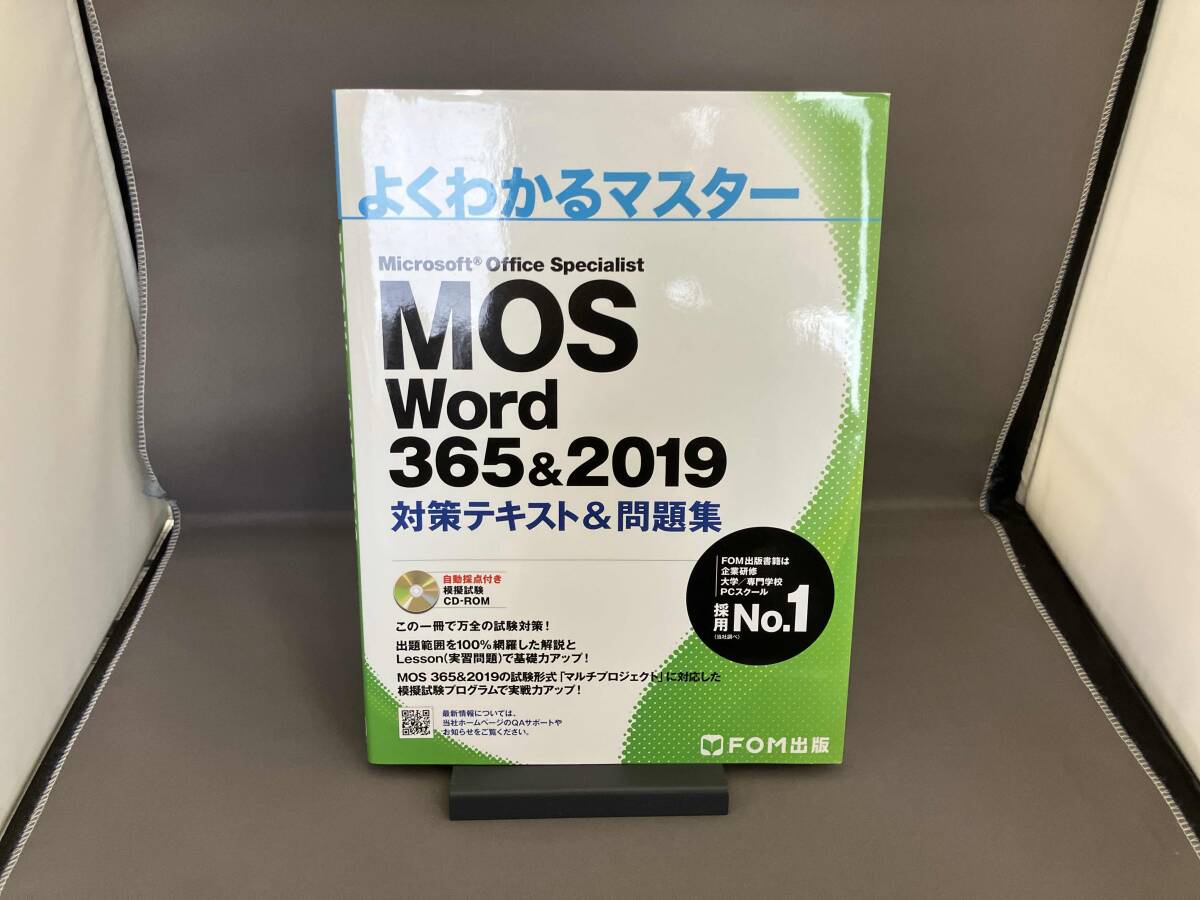 よくわかるマスター
Microsoft® Office Specialist
MOS
Word
365&2019
対策テキスト&問題集
自動採点付き
模擬試験
CD-ROM
この一冊で万全の試験対策!
出題範囲を100%網羅した解説と
Lesson(実習問題)で基礎力アップ!
MOS 365&2019の試験形式「マルチプロジェクト」に対応した
模擬試験プログラムで実戦力アップ!
最新情報については、
当社ホームページのQAサポートや
お知らせをご覧ください。
FOM出版書籍は
企業研修
大学/専門学校
PCスクール
採用 No.1
(当社調べ)
FOM出版